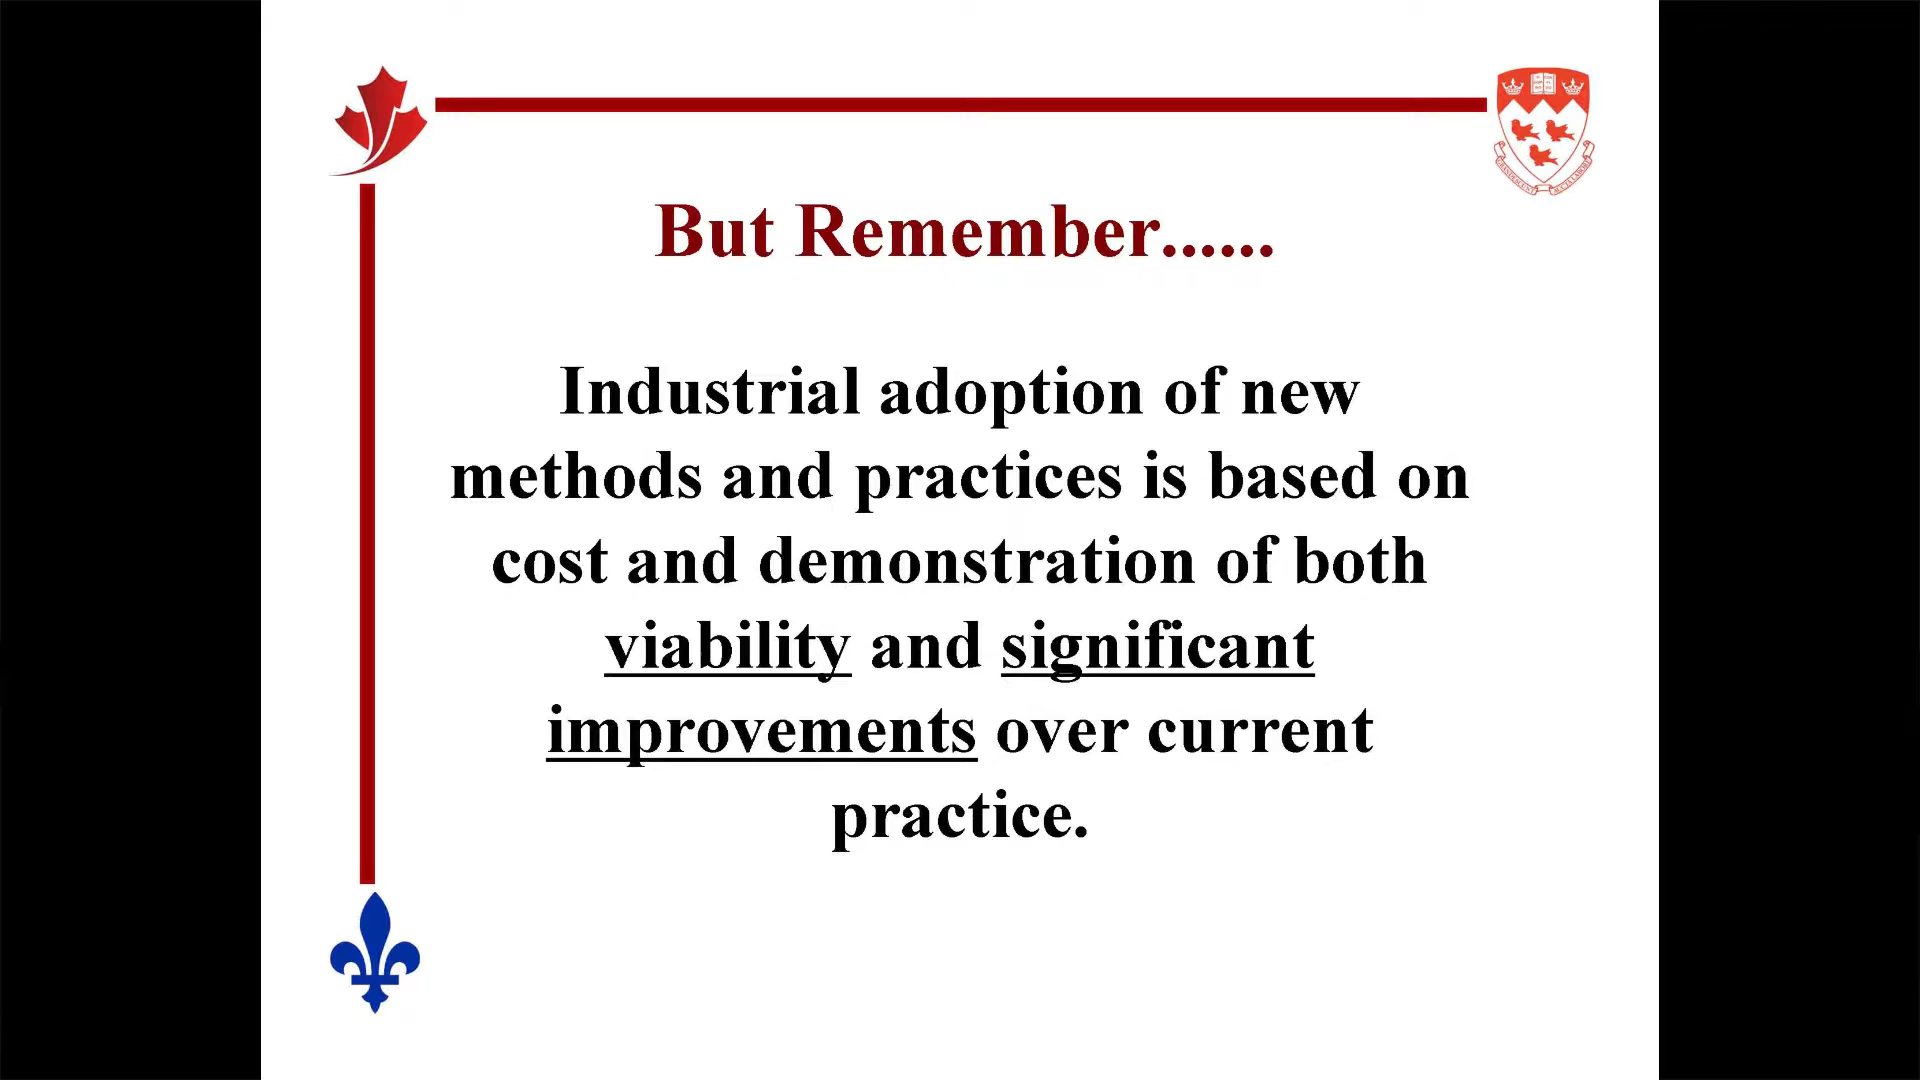 But Remember......
Industrial adoption of new
methods and practices is based on
cost and demonstration of both
viability and significant
improvements over current
practice.